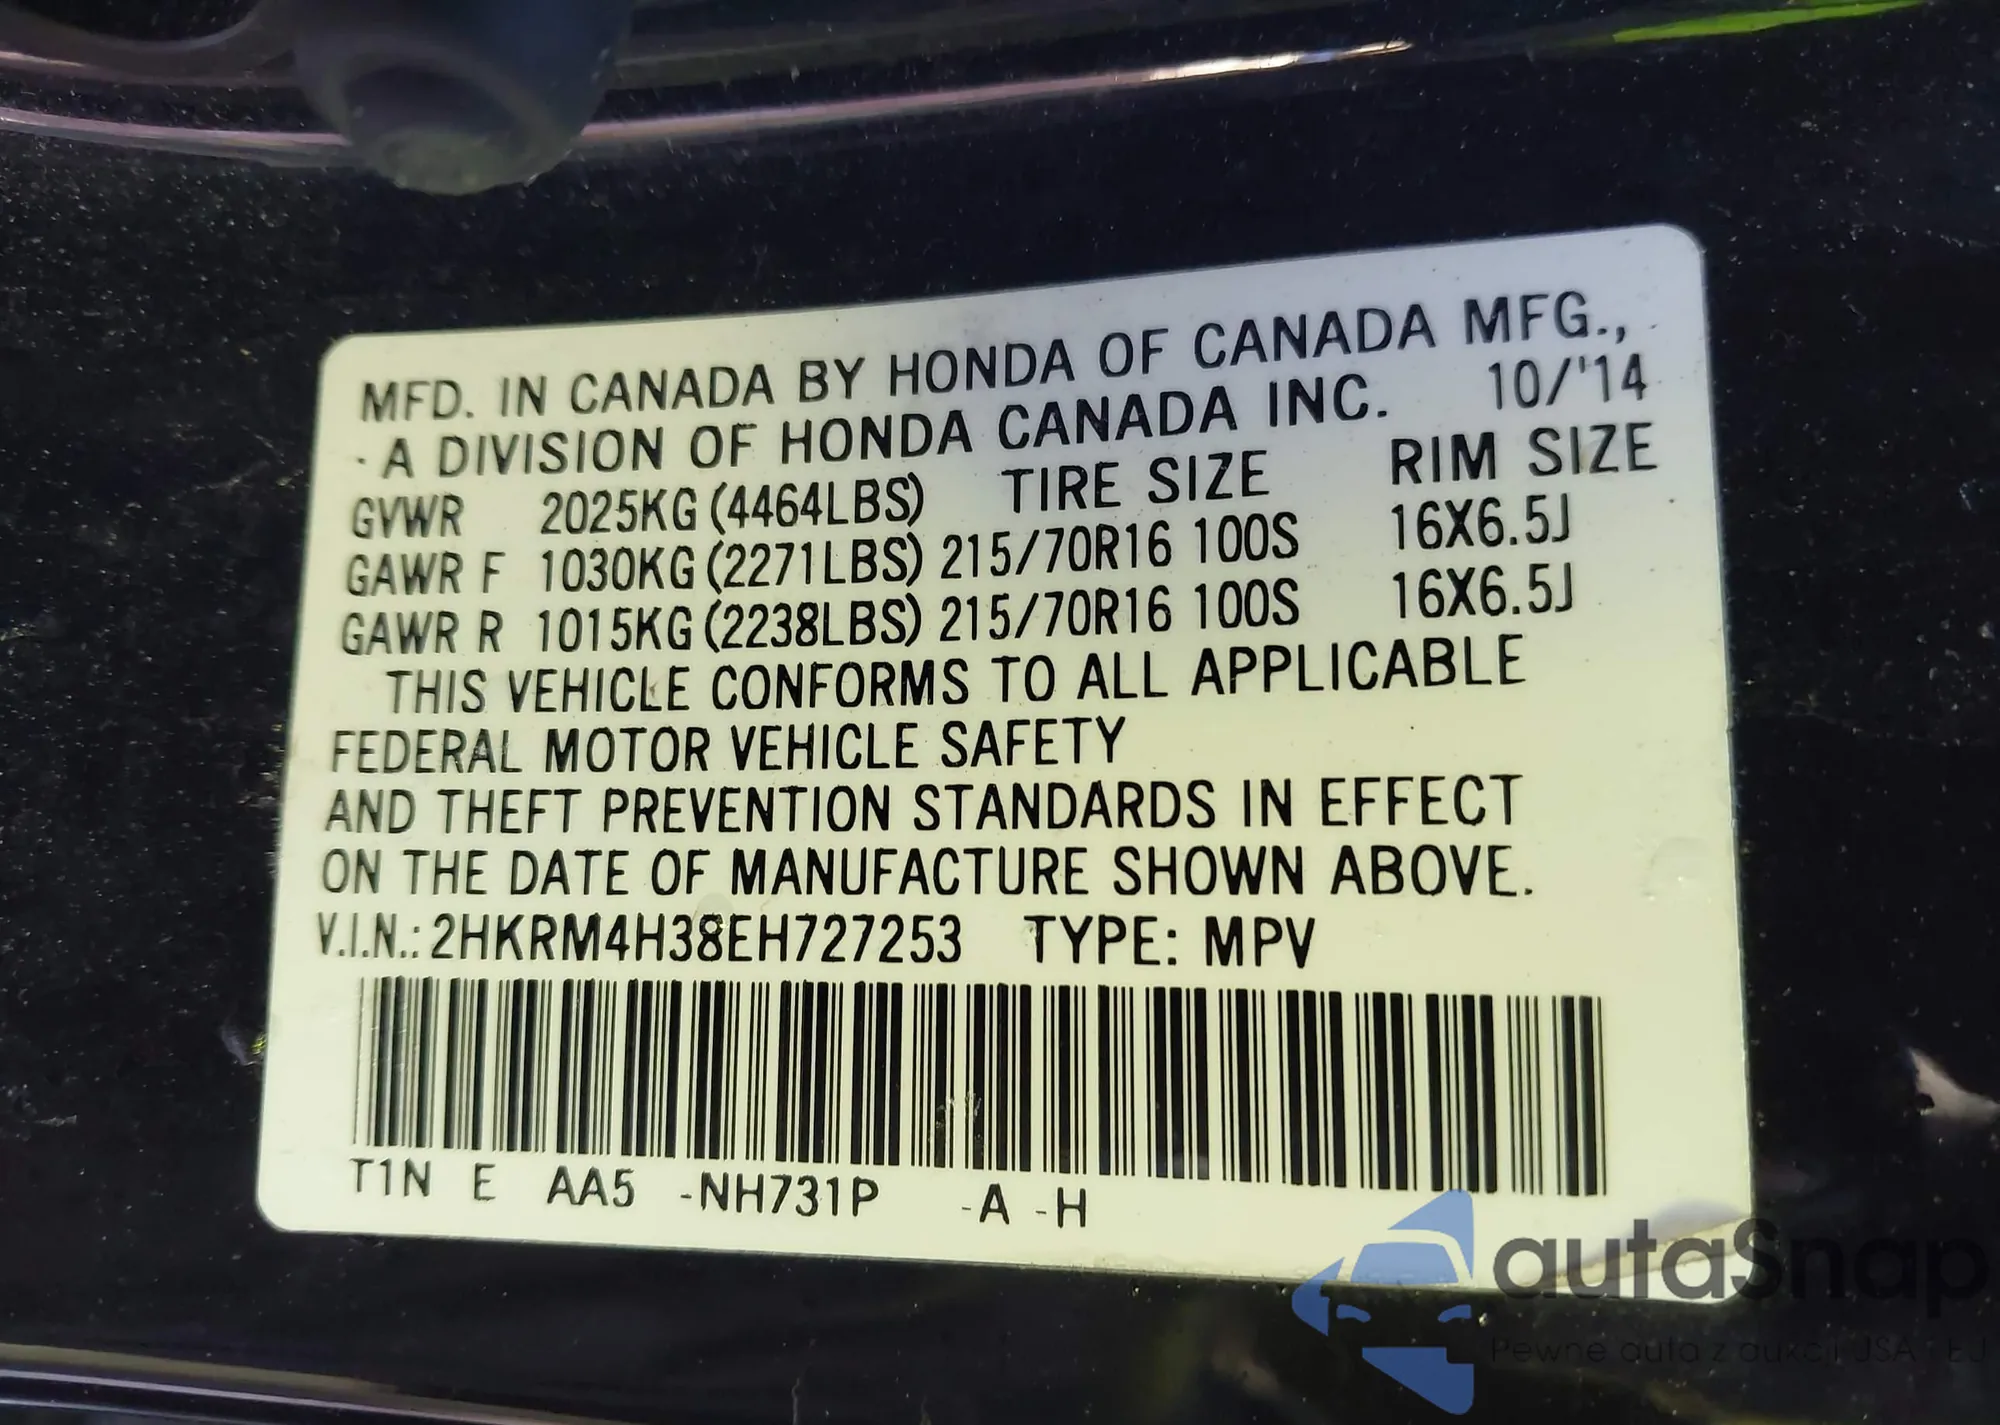 MFD. IN CANADA BY HONDA OF CANADA MFG.,
A DIVISION OF HONDA CANADA INC. 10/'14
GVWR 2025KG (4464LBS) TIRE SIZE RIM SIZE
GAWR F 1030KG (2271LBS) 215/70R16 100S 16X6.5J
GAWR R 1015KG (2238LBS) 215/70R16 100S 16X6.5J
THIS VEHICLE CONFORMS TO ALL APPLICABLE
FEDERAL MOTOR VEHICLE SAFETY
AND THEFT PREVENTION STANDARDS IN EFFECT
ON THE DATE OF MANUFACTURE SHOWN ABOVE.
V.I.N.: 2HKRM4H38EH727253 TYPE: MPV
T1N E AA5 -NH731P -A -H
autaSnap
Pewne auta z aukcji